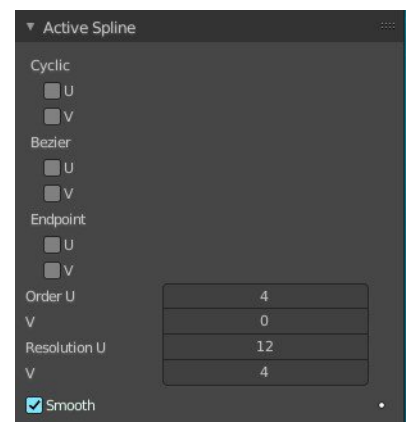 Active Spline
Cyclic
U
V
Bezier
U
V
Endpoint
U
V
Order U 4
V 0
Resolution U 12
V 4
Smooth